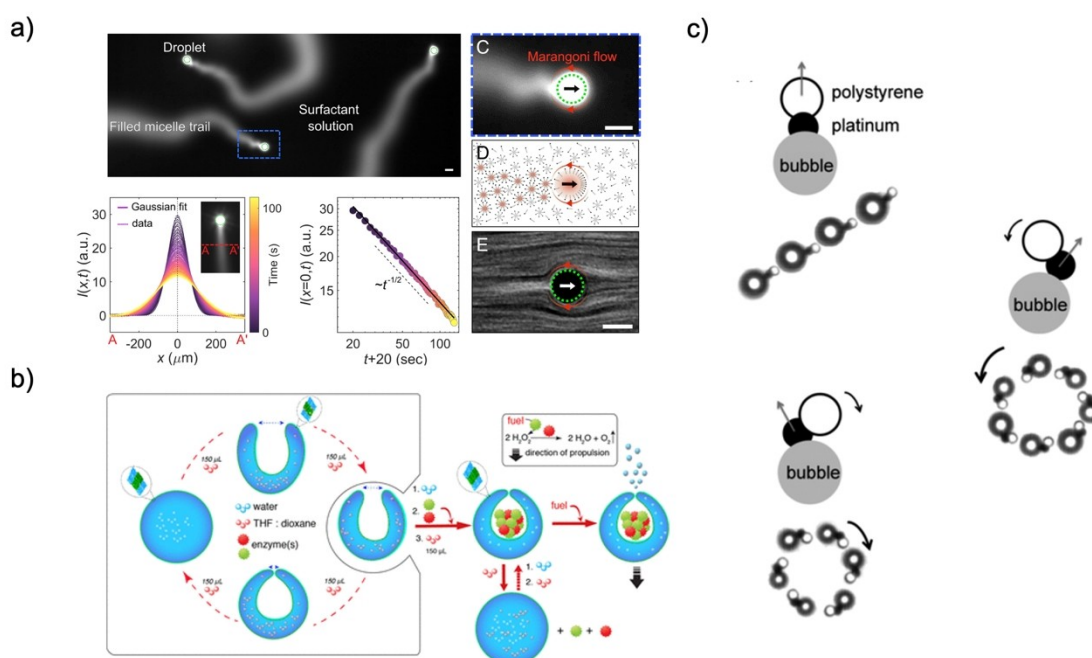 a)
Droplet
Surfactant
solution
Filled micelle trail
C
Marangoni flow
D
E
Gaussian fit
data
A A'
I(x,t) (a.u.)
30
20
10
0
A -200 0 200 A'
x (μm)
Time (s)
100
50
0
I(x=0,t) (a.u.)
30
25
20
15
~t^-1/2
20 50 100
t+20 (sec)
b)
150 μL
150 μL
150 μL
150 μL
water
THF : dioxane
enzyme(s)
1.
2.
3.
150 μL
fuel
2 H2O2 2 H2O + O2
direction of propulsion
fuel
1.
2.
+ +
c)
polystyrene
platinum
bubble
bubble
bubble